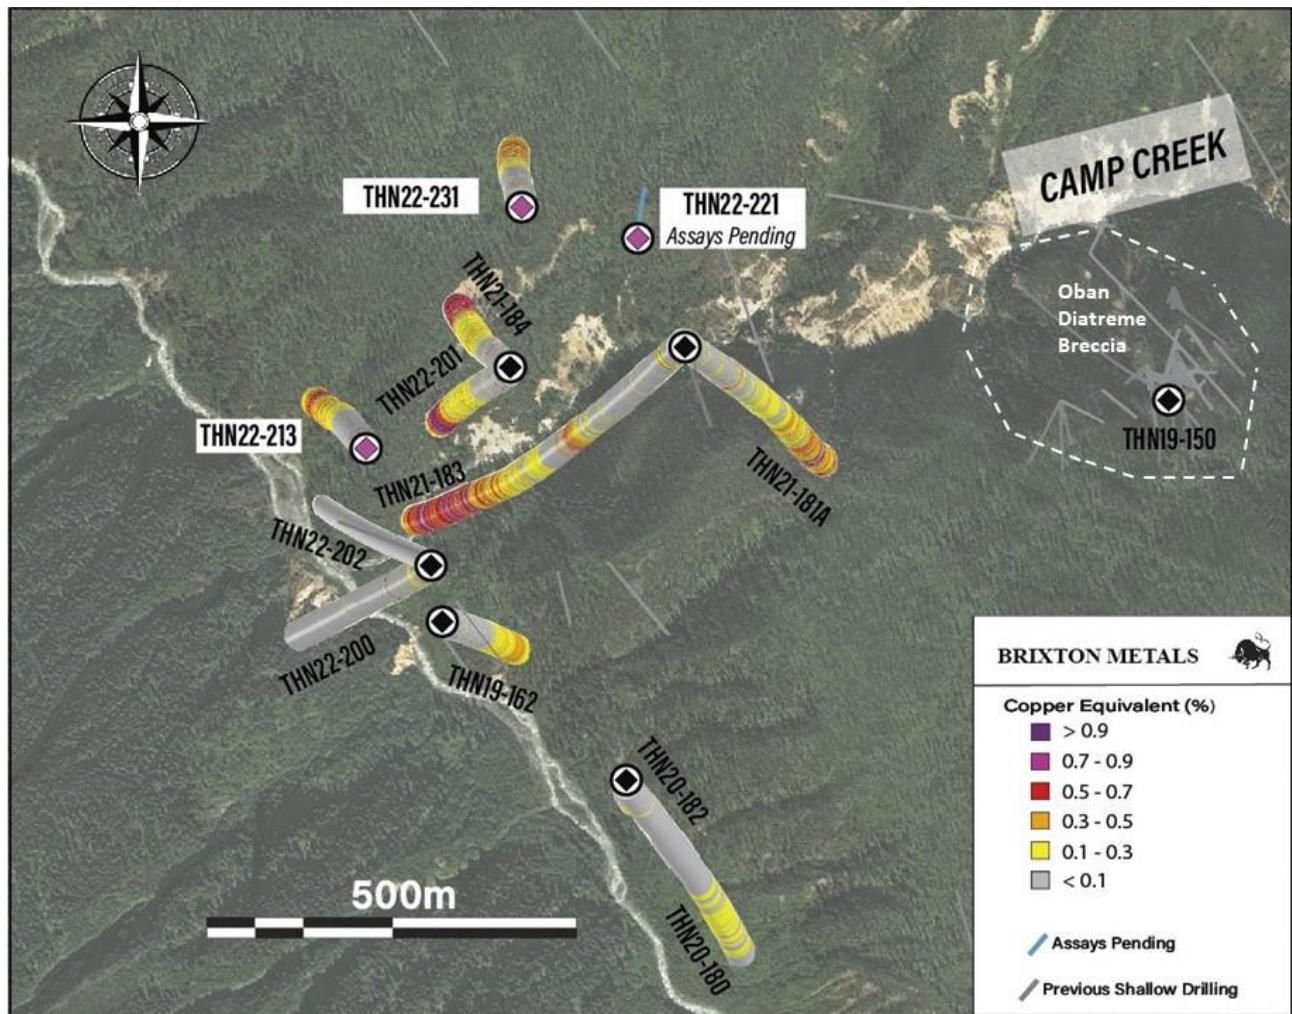 CAMP CREEK
THN22-231
THN22-221
Assays Pending
THN21-184
Oban
Diatreme
Breccia
THN22-201
THN22-213
THN19-150
THN21-183
THN21-181A
THN22-202
THN22-200
THN19-162
THN20-182
500m
THN20-180
BRIXTON METALS
Copper Equivalent (%)
> 0.9
0.7 - 0.9
0.5 - 0.7
0.3 - 0.5
0.1 - 0.3
< 0.1
Assays Pending
Previous Shallow Drilling